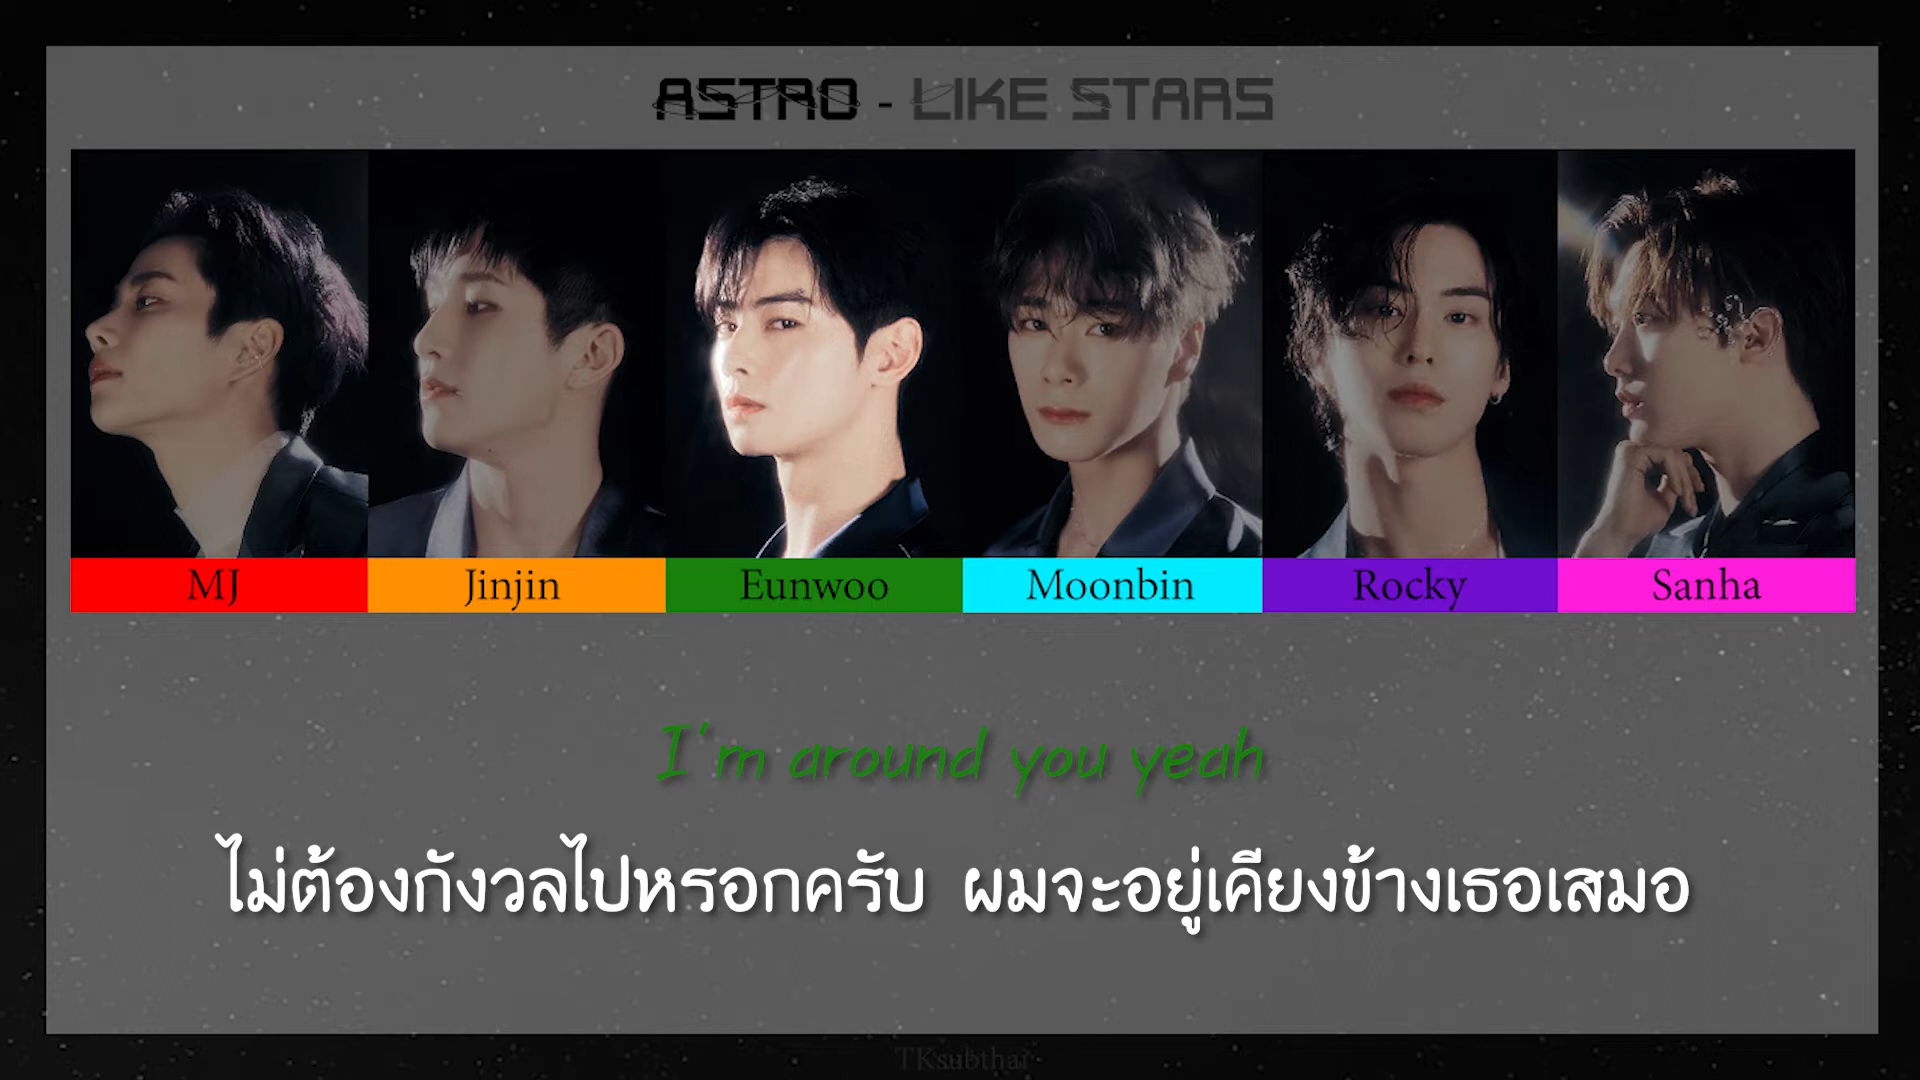 ASTRO - LIKE STARS
MJ Jinjin Eunwoo Moonbin Rocky Sanha
I'm around you yeah
ไม่ต้องกังวลไปหรอกครับ ผมจะอยู่เคียงข้างเธอเสมอ
TKsubthai